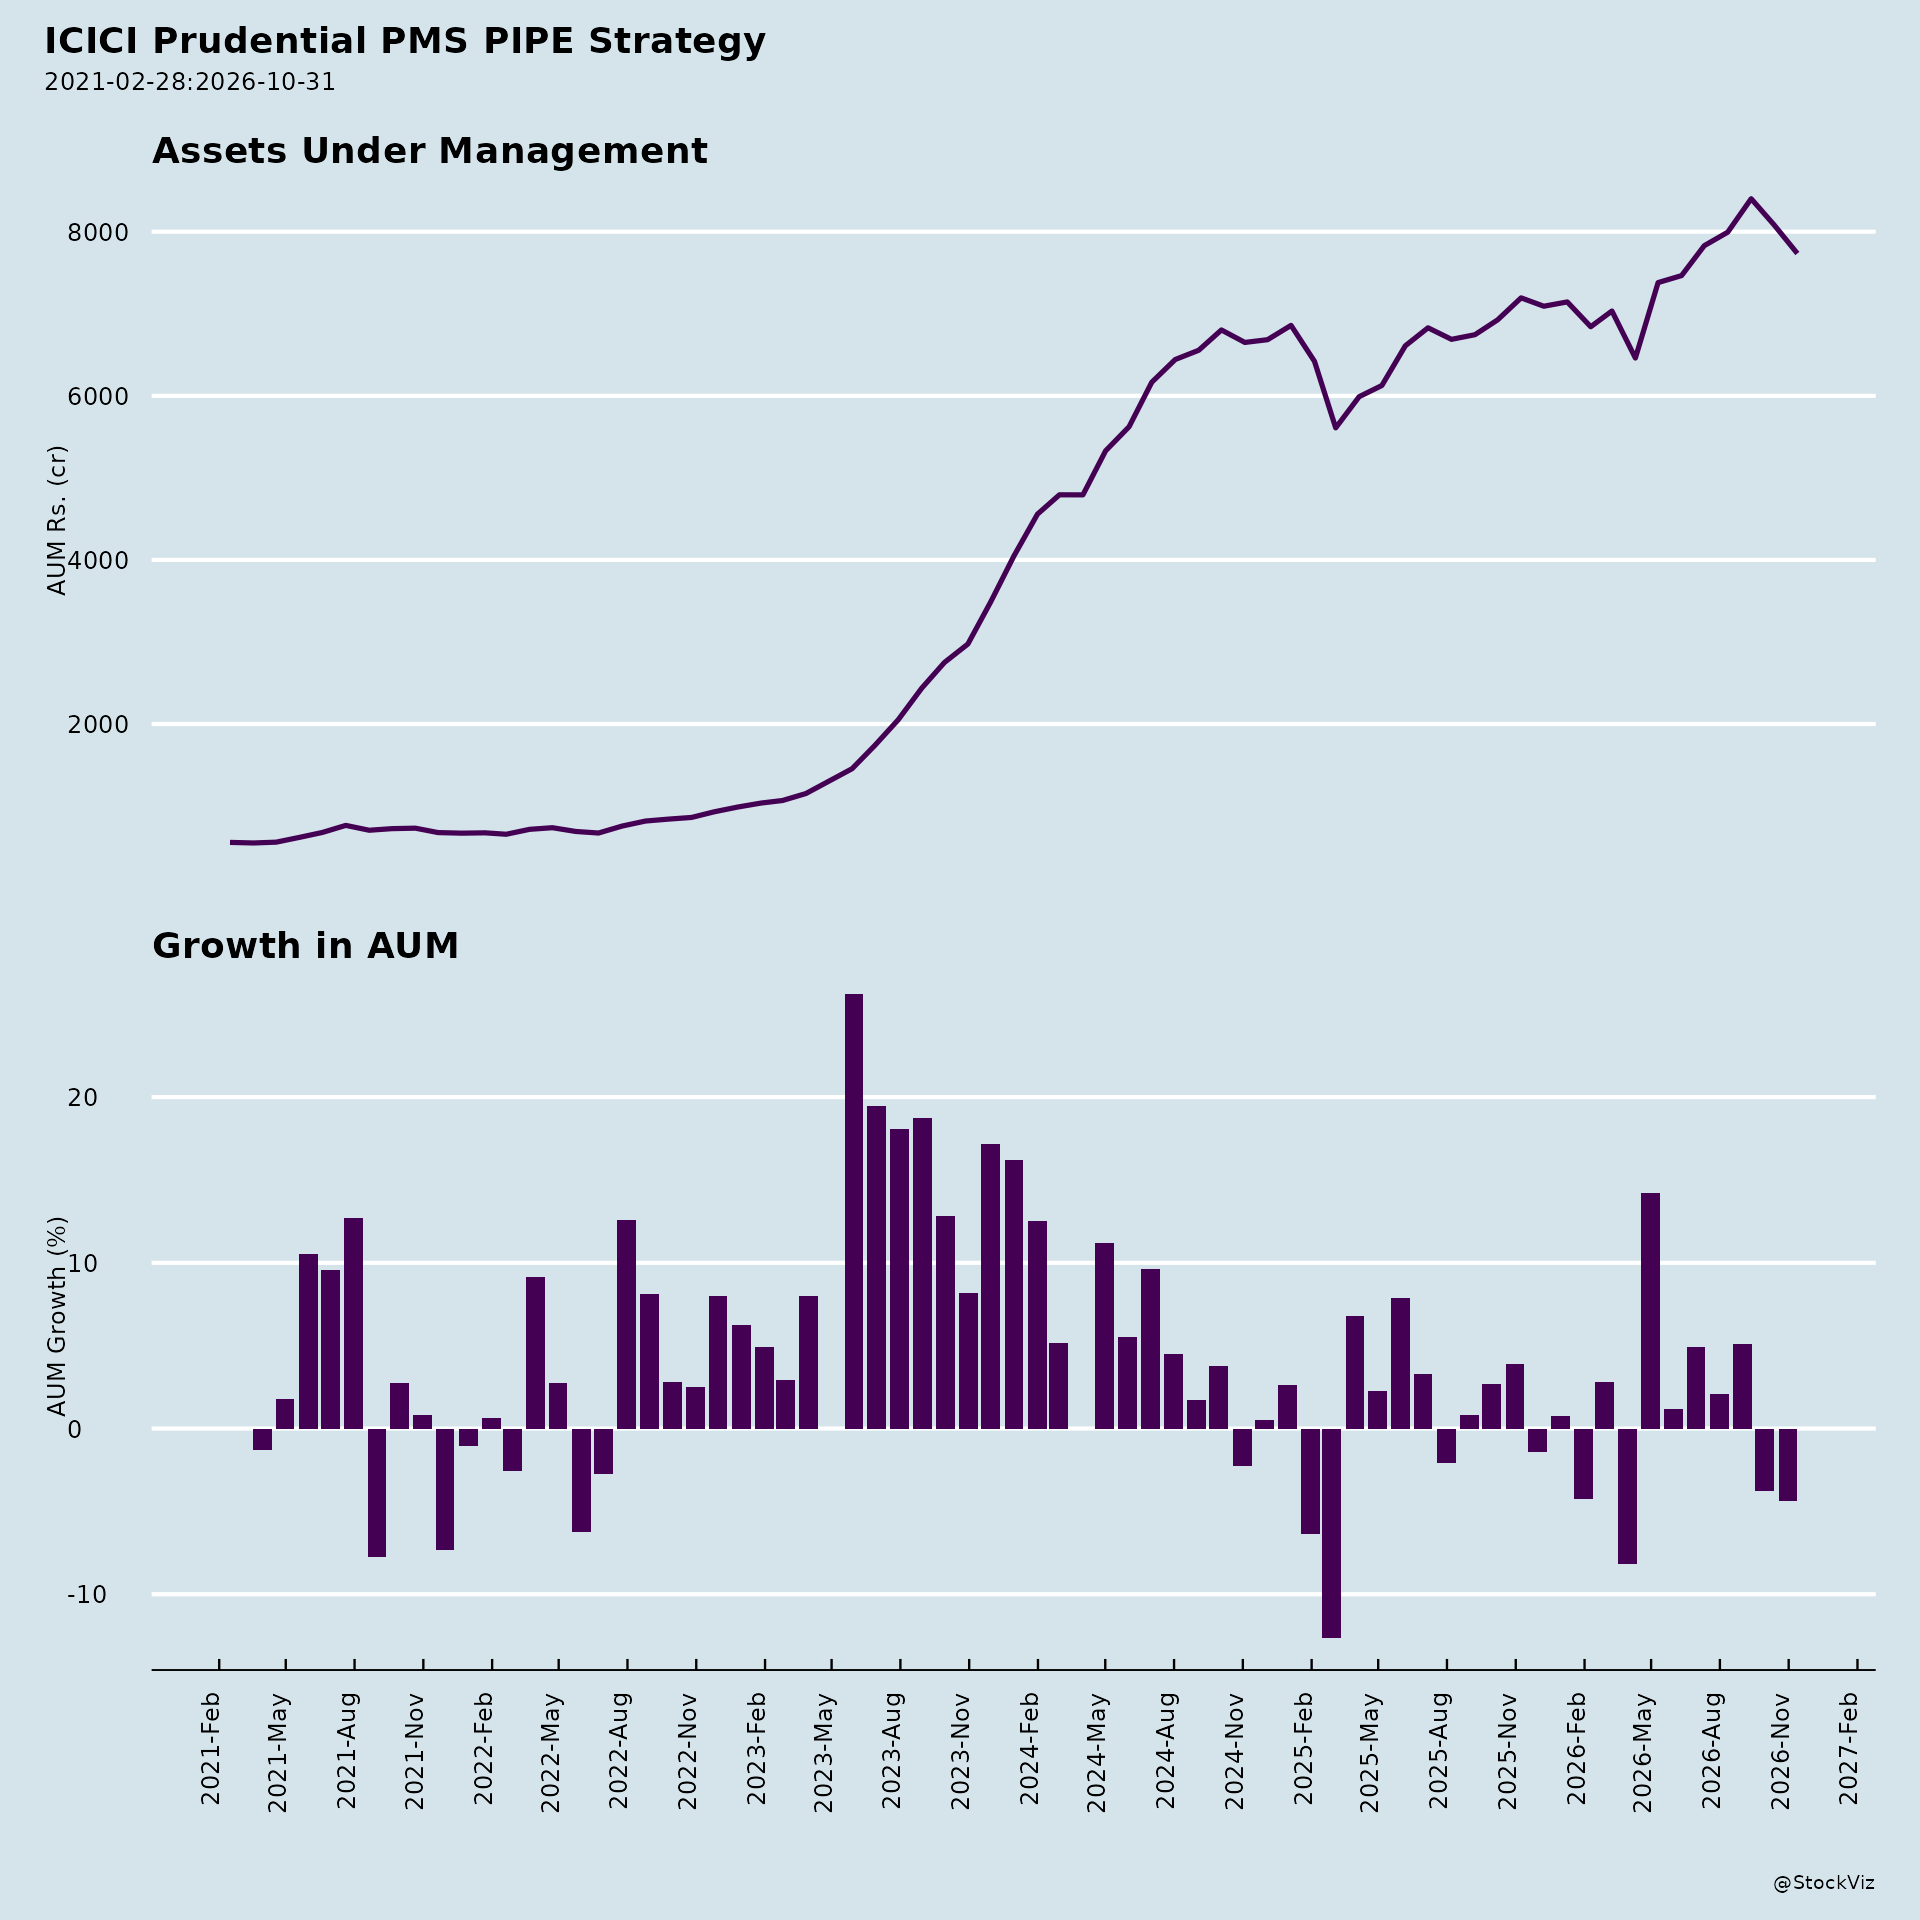 ICICI Prudential PMS PIPE Strategy
2021-02-28:2026-10-31
Assets Under Management
AUM Rs. (cr)
8000
6000
4000
2000
Growth in AUM
AUM Growth (%)
20
10
0
-10
2021-Feb
2021-May
2021-Aug
2021-Nov
2022-Feb
2022-May
2022-Aug
2022-Nov
2023-Feb
2023-May
2023-Aug
2023-Nov
2024-Feb
2024-May
2024-Aug
2024-Nov
2025-Feb
2025-May
2025-Aug
2025-Nov
2026-Feb
2026-May
2026-Aug
2026-Nov
2027-Feb
@StockViz